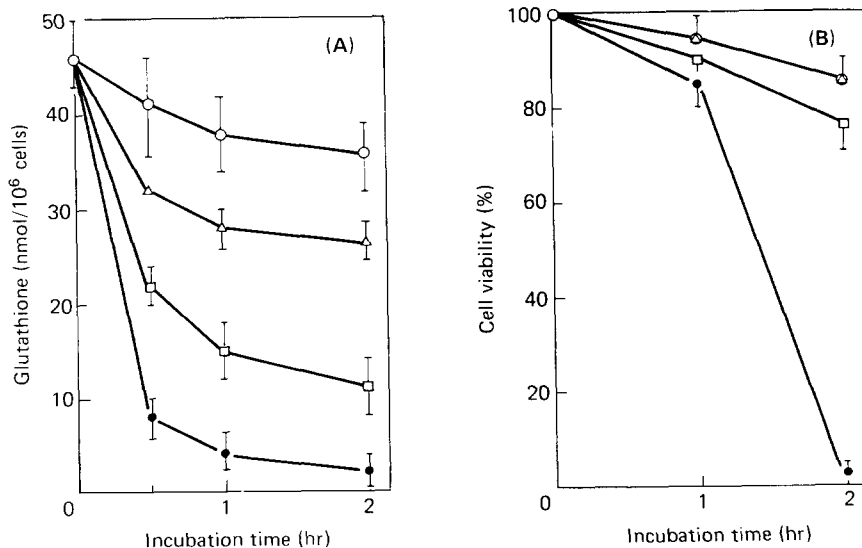 (A)
Glutathione (nmol/10⁶ cells)
50
40
30
20
10
0
1
2
Incubation time (hr)
(B)
Cell viability (%)
100
80
60
40
20
0
1
2
Incubation time (hr)